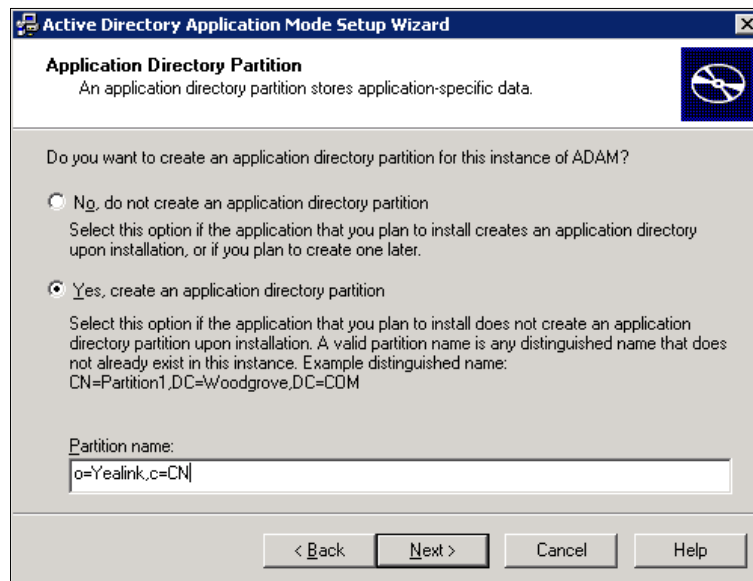 Active Directory Application Mode Setup Wizard
Application Directory Partition
An application directory partition stores application-specific data.
Do you want to create an application directory partition for this instance of ADAM?
No, do not create an application directory partition
Select this option if the application that you plan to install creates an application directory
upon installation, or if you plan to create one later.
Yes, create an application directory partition
Select this option if the application that you plan to install does not create an application
directory partition upon installation. A valid partition name is any distinguished name that does
not already exist in this instance. Example distinguished name:
CN=Partition1,DC=Woodgrove,DC=COM
Partition name:
o=Yealink,c=CN
< Back Next > Cancel Help